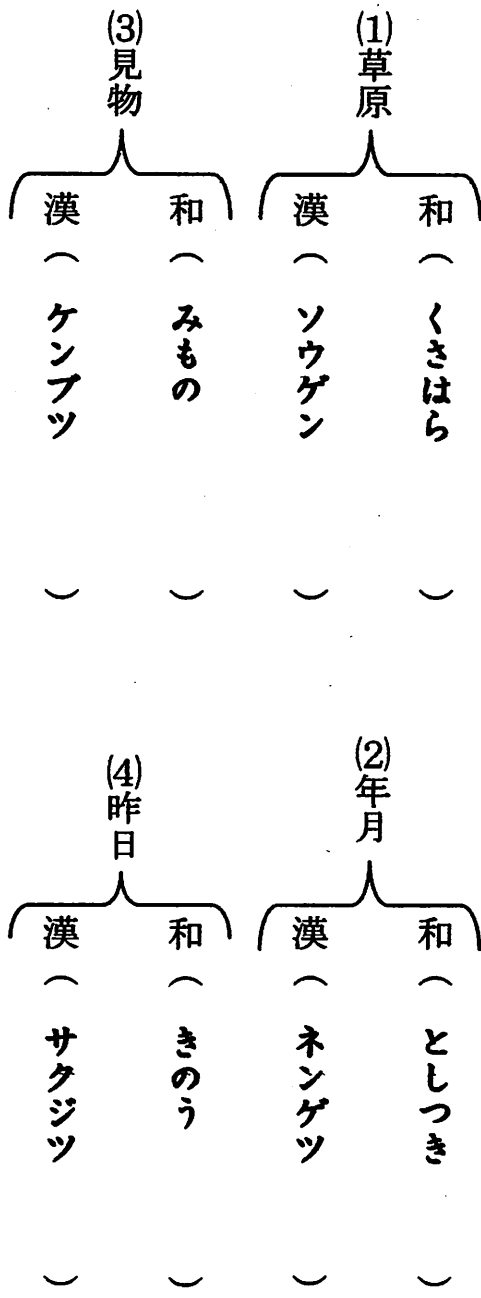 (1)草原
和（くさはら）
漢（ソウゲン）
(2)年月
和（としつき）
漢（ネンゲツ）
(3)見物
和（みもの）
漢（ケンブツ）
(4)昨日
和（きのう）
漢（サクジツ）